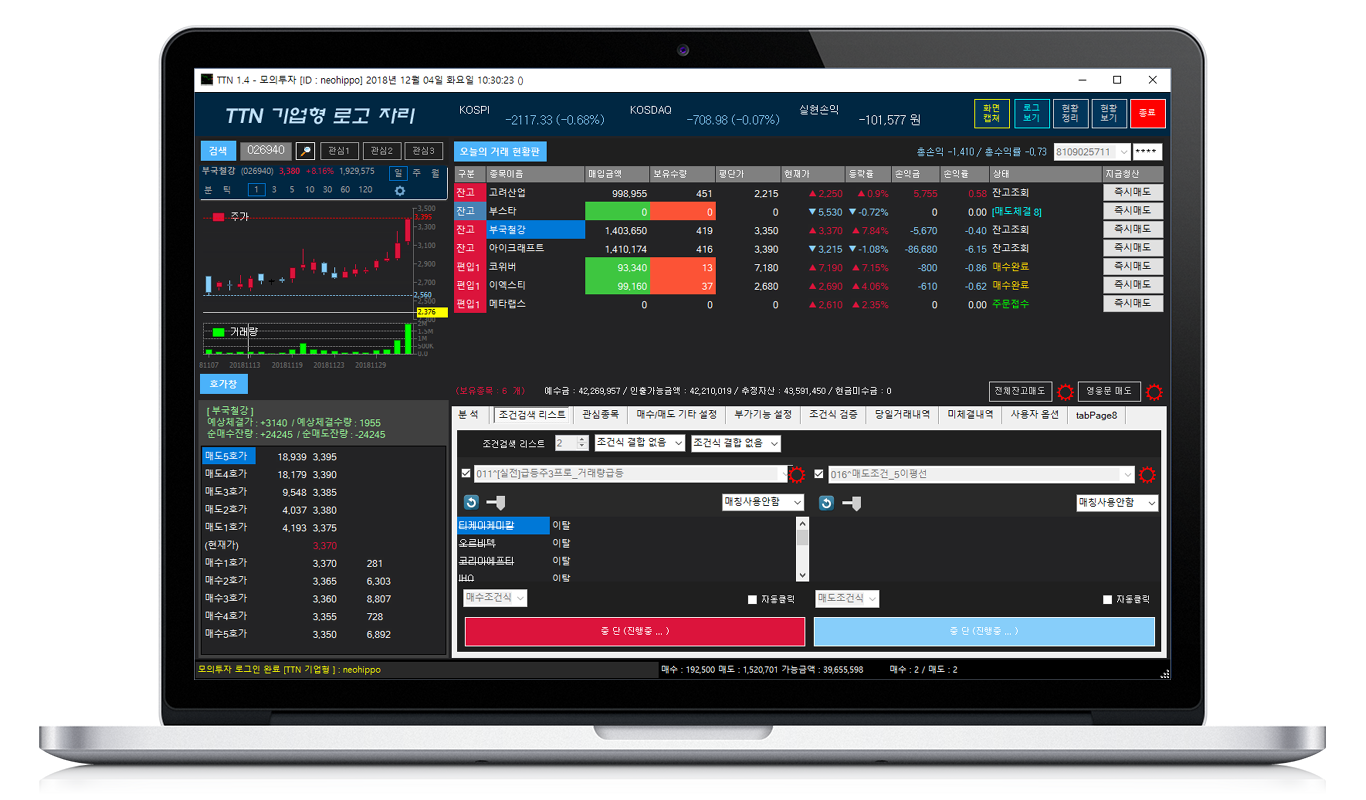 TTN 1.4 - 모의투자 [ID : neohippo] 2018년 12월 04일 화요일 10:30:23 ()
TTN 기업형 로고 자리
KOSPI -2117.33 (-0.68%) KOSDAQ -708.98 (-0.07%) 실현손익 -101,577 원
화면 캡쳐 로그 보기 현황 정리 현황 보기 종료
검색 026940 관심1 관심2 관심3
오늘의 거래 현황판 총손익 -1,410 / 총수익률 -0.73 8109025711 ****
부국철강 (026940) 3,380 +8.16% 1,929,575 일 주 월
분 틱 1 3 5 10 30 60 120
주가
3,500
3,395
3,300
3,100
2,900
2,700
2,560
2,500
2,376
거래량
2M
1.5M
1M
500K
0.0
81107 20181113 20181119 20181123 20181129
구분 종목이름 매입금액 보유수량 평단가 현재가 등락률 손익금 손익률 상태 지금청산
잔고 고려산업 998,955 451 2,215 ▲2,250 ▲0.9% 5,755 0.58 잔고조회 즉시매도
잔고 부스타 0 0 0 ▼5,530 ▼-0.72% 0 0.00 [매도체결 8] 즉시매도
잔고 부국철강 1,403,650 419 3,350 ▲3,370 ▲7.84% -5,670 -0.40 잔고조회 즉시매도
잔고 아이크래프트 1,410,174 416 3,390 ▼3,215 ▼-1.08% -86,680 -6.15 잔고조회 즉시매도
편입1 코위버 93,340 13 7,180 ▲7,190 ▲7.15% -800 -0.86 매수완료 즉시매도
편입1 이엑스티 99,160 37 2,680 ▲2,690 ▲4.06% -610 -0.62 매수완료 즉시매도
편입1 메타랩스 0 0 0 ▲2,610 ▲2.35% 0 0.00 주문접수 즉시매도
(보유종목 : 6 개) 예수금 : 42,269,957 / 인출가능금액 : 42,210,019 / 추정자산 : 43,591,450 / 현금미수금 : 0 전체잔고매도 영웅문 매도
호가창
[ 부국철강 ]
예상체결가 : +3140 / 예상체결수량 : 1955
순매수잔량 : +24245 / 순매도잔량 : -24245
매도5호가 18,939 3,395
매도4호가 18,179 3,390
매도3호가 9,548 3,385
매도2호가 4,037 3,380
매도1호가 4,193 3,375
(현재가) 3,370
매수1호가 3,370 281
매수2호가 3,365 6,303
매수3호가 3,360 8,807
매수4호가 3,355 728
매수5호가 3,350 6,892
분 석 조건검색 리스트 관심종목 매수/매도 기타 설정 부가기능 설정 조건식 검증 당일거래내역 미체결내역 사용자 옵션 tabPage8
조건검색 리스트 2 조건식 결합 없음 조건식 결합 없음
011^[실전]급등주3프로_거래량급등 016^매도조건_5이평선
매칭사용안함 매칭사용안함
티케이케미칼 이탈
오르비텍 이탈
코리아에프티 이탈
IHQ 이탈
매수조건식 자동클릭 매도조건식 자동클릭
중 단 (진행중 ... ) 중 단 (진행중 ... )
모의투자 로그인 완료 [TTN 기업형 ] : neohippo 매수 : 192,500 매도 : 1,520,701 가능금액 : 39,655,598 매수 : 2 / 매도 : 2